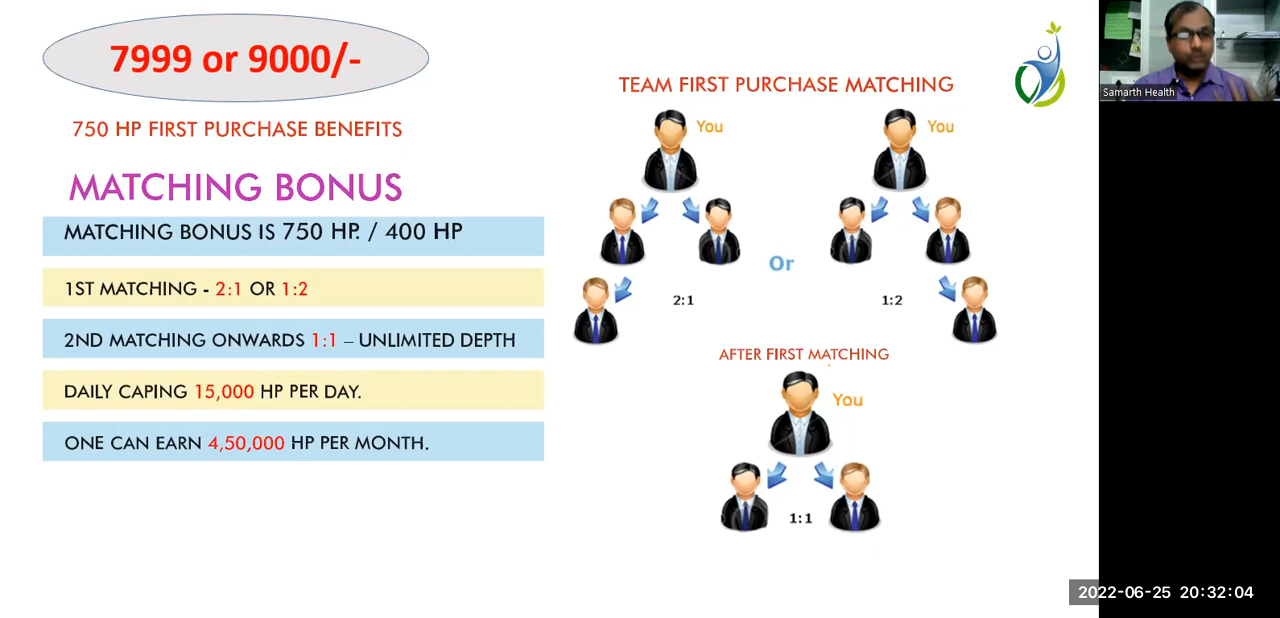 7999 or 9000/-
750 HP FIRST PURCHASE BENEFITS
MATCHING BONUS
MATCHING BONUS IS 750 HP. / 400 HP
1ST MATCHING - 2:1 OR 1:2
2ND MATCHING ONWARDS 1:1 – UNLIMITED DEPTH
DAILY CAPING 15,000 HP PER DAY.
ONE CAN EARN 4,50,000 HP PER MONTH.
TEAM FIRST PURCHASE MATCHING
You
You
Or
2:1
1:2
AFTER FIRST MATCHING
You
1:1
Samarth Health
2022-06-25 20:32:04